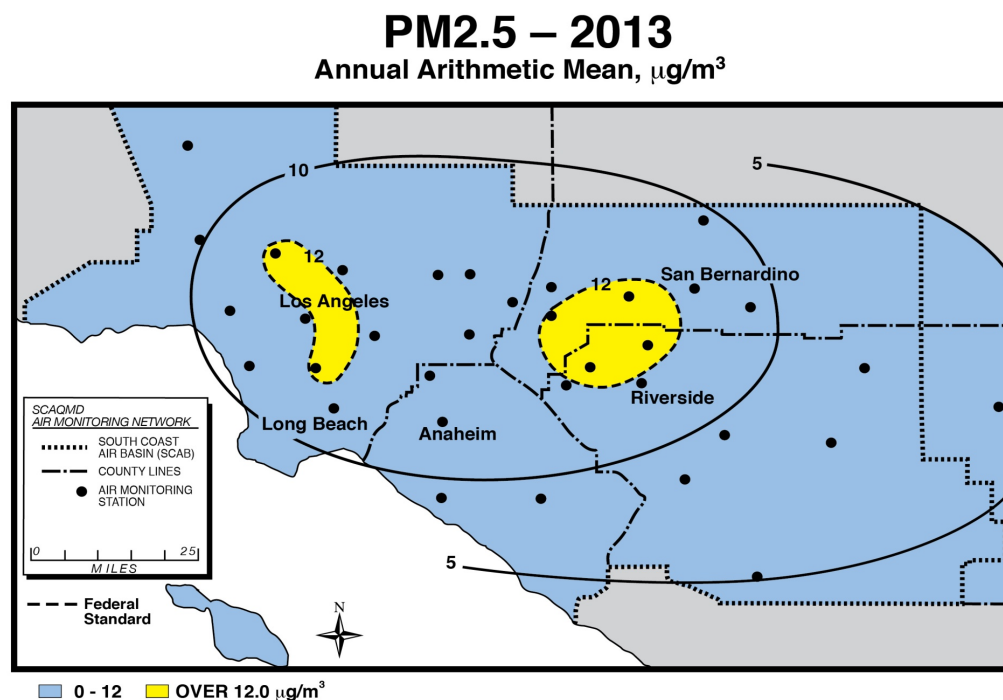 PM2.5 – 2013
Annual Arithmetic Mean, μg/m³
10
5
12
Los Angeles
12
San Bernardino
Riverside
Long Beach
Anaheim
5
SCAQMD
AIR MONITORING NETWORK
SOUTH COAST
AIR BASIN (SCAB)
COUNTY LINES
AIR MONITORING
STATION
0 25
MILES
Federal
Standard
N
0 - 12 OVER 12.0 μg/m³